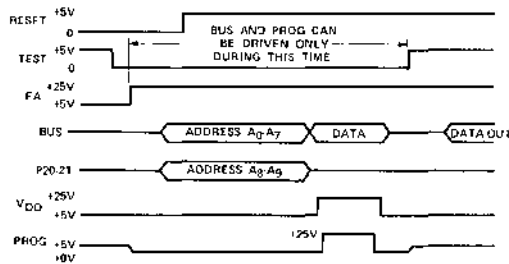 RESET +5V
0
BUS AND PROG CAN
BE DRIVEN ONLY
DURING THIS TIME
TEST +5V
0
EA +25V
+5V
BUS ADDRESS A0-A7 DATA DATA OUT
P20-21 ADDRESS A8-A9
VDD +25V
+5V
+25V
PROG +5V
+0V